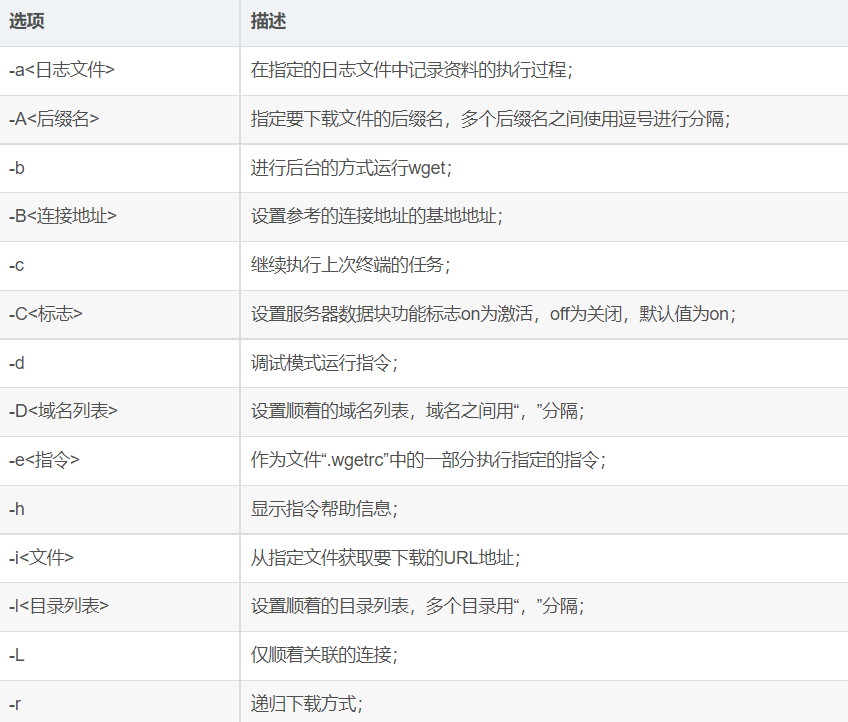 选项 描述
-a<日志文件> 在指定的日志文件中记录资料的执行过程;
-A<后缀名> 指定要下载文件的后缀名，多个后缀名之间使用逗号进行分隔;
-b 进行后台的方式运行wget;
-B<连接地址> 设置参考的连接地址的基地地址;
-c 继续执行上次终端的任务;
-C<标志> 设置服务器数据块功能标志on为激活，off为关闭，默认值为on;
-d 调试模式运行指令;
-D<域名列表> 设置顺着的域名列表，域名之间用“，”分隔;
-e<指令> 作为文件“.wgetrc”中的一部分执行指定的指令;
-h 显示指令帮助信息;
-i<文件> 从指定文件获取要下载的URL地址;
-l<目录列表> 设置顺着的目录列表，多个目录用“，”分隔;
-L 仅顺着关联的连接;
-r 递归下载方式;